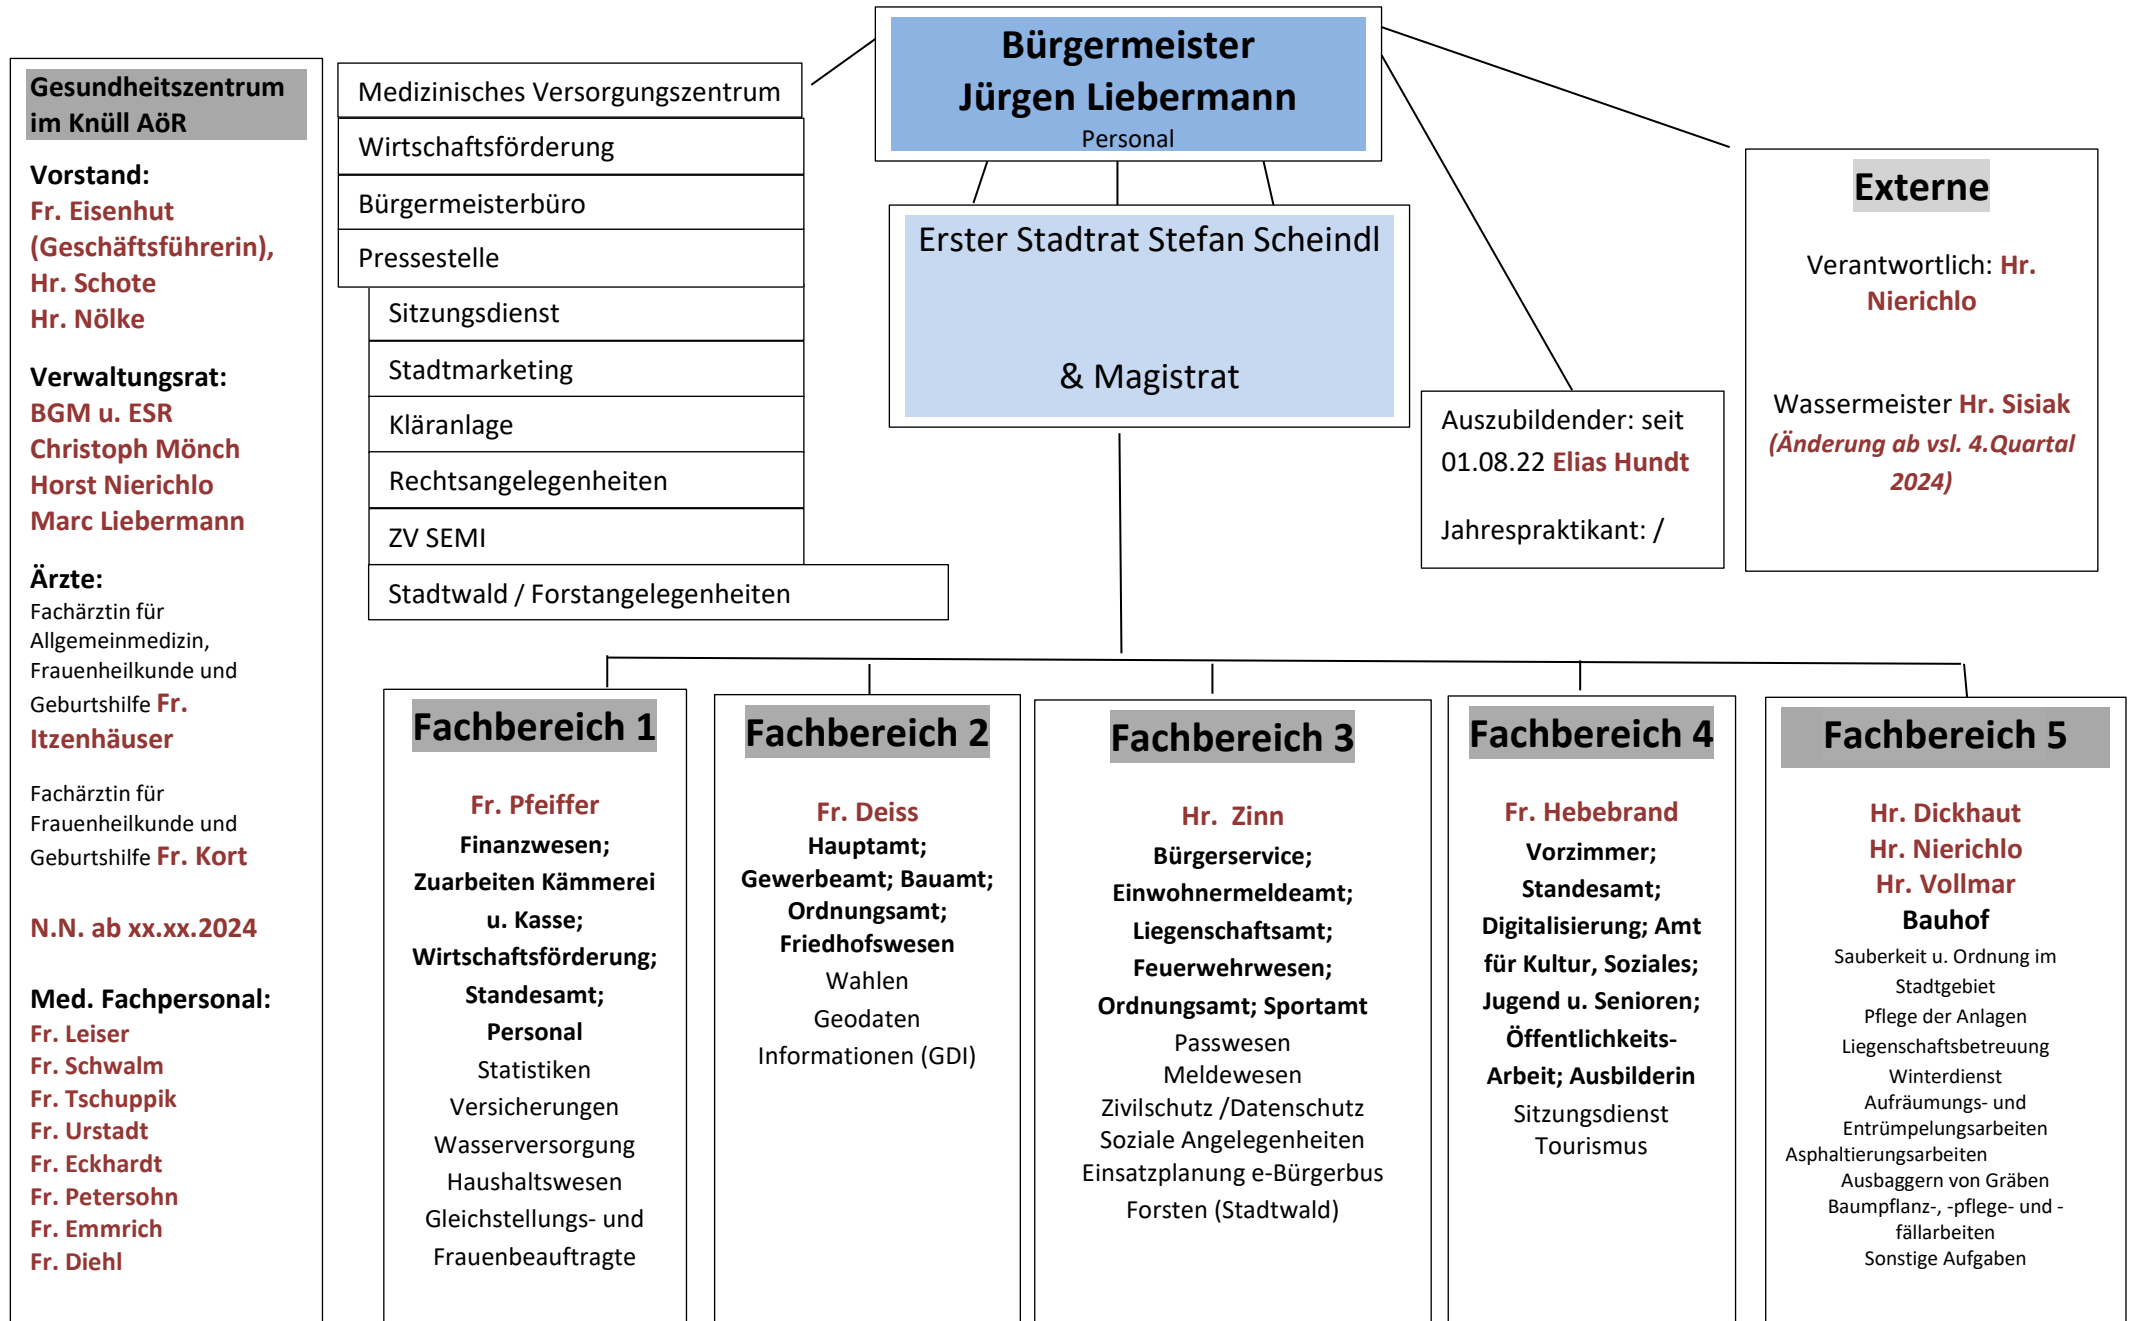 Bürgermeister
Jürgen Liebermann
Personal
Gesundheitszentrum
im Knüll AöR
Vorstand:
Fr. Eisenhut
(Geschäftsführerin),
Hr. Schote
Hr. Nölke
Verwaltungsrat:
BGM u. ESR
Christoph Mönch
Horst Nierichlo
Marc Liebermann
Ärzte:
Fachärztin für
Allgemeinmedizin,
Frauenheilkunde und
Geburtshilfe Fr.
Itzenhäuser
Fachärztin für
Frauenheilkunde und
Geburtshilfe Fr. Kort
N.N. ab xx.xx.2024
Med. Fachpersonal:
Fr. Leiser
Fr. Schwalm
Fr. Tschuppik
Fr. Urstadt
Fr. Eckhardt
Fr. Petersohn
Fr. Emmrich
Fr. Diehl
Medizinisches Versorgungszentrum
Wirtschaftsförderung
Bürgermeisterbüro
Pressestelle
Sitzungsdienst
Stadtmarketing
Kläranlage
Rechtsangelegenheiten
ZV SEMI
Stadtwald / Forstangelegenheiten
Erster Stadtrat Stefan Scheindl
& Magistrat
Auszubildender: seit
01.08.22 Elias Hundt
Jahrespraktikant: /
Externe
Verantwortlich: Hr.
Nierichlo
Wassermeister Hr. Sisiak
(Änderung ab vsl. 4.Quartal
2024)
Fachbereich 1
Fr. Pfeiffer
Finanzwesen;
Zuarbeiten Kämmerei
u. Kasse;
Wirtschaftsförderung;
Standesamt;
Personal
Statistiken
Versicherungen
Wasserversorgung
Haushaltswesen
Gleichstellungs- und
Frauenbeauftragte
Fachbereich 2
Fr. Deiss
Hauptamt;
Gewerbeamt; Bauamt;
Ordnungsamt;
Friedhofswesen
Wahlen
Geodaten
Informationen (GDI)
Fachbereich 3
Hr. Zinn
Bürgerservice;
Einwohnermeldeamt;
Liegenschaftsamt;
Feuerwehrwesen;
Ordnungsamt; Sportamt
Passwesen
Meldewesen
Zivilschutz /Datenschutz
Soziale Angelegenheiten
Einsatzplanung e-Bürgerbus
Forsten (Stadtwald)
Fachbereich 4
Fr. Hebebrand
Vorzimmer;
Standesamt;
Digitalisierung; Amt
für Kultur, Soziales;
Jugend u. Senioren;
Öffentlichkeits-
Arbeit; Ausbilderin
Sitzungsdienst
Tourismus
Fachbereich 5
Hr. Dickhaut
Hr. Nierichlo
Hr. Vollmar
Bauhof
Sauberkeit u. Ordnung im
Stadtgebiet
Pflege der Anlagen
Liegenschaftsbetreuung
Winterdienst
Aufräumungs- und
Entrümpelungsarbeiten
Asphaltierungsarbeiten
Ausbaggern von Gräben
Baumpflanz-, -pflege- und -
fällarbeiten
Sonstige Aufgaben